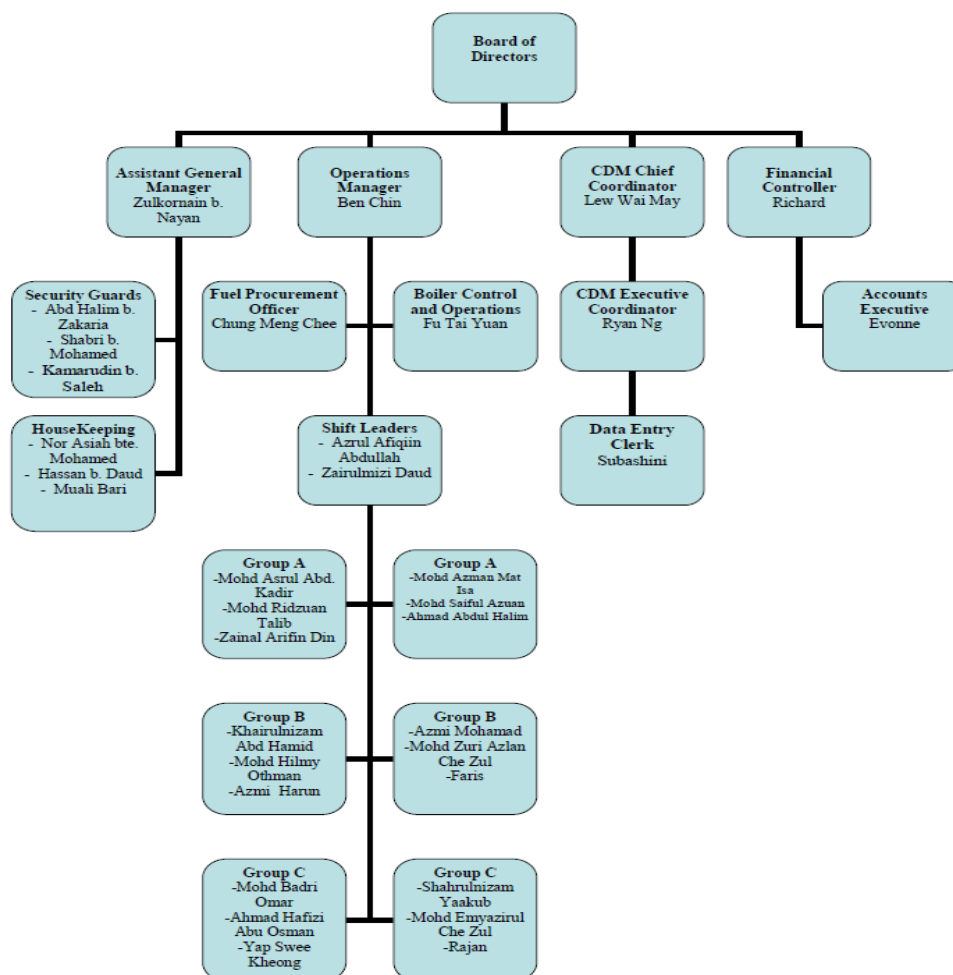 Board of
Directors
Assistant General
Manager
Zulkornain b.
Nayan
Operations
Manager
Ben Chin
CDM Chief
Coordinator
Lew Wai May
Financial
Controller
Richard
Security Guards
- Abd Halim b.
Zakaria
- Shabri b.
Mohamed
- Kamarudin b.
Saleh
Fuel Procurement
Officer
Chung Meng Chee
Boiler Control
and Operations
Fu Tai Yuan
CDM Executive
Coordinator
Ryan Ng
Accounts
Executive
Evonne
HouseKeeping
- Nor Asiah bte.
Mohamed
- Hassan b. Daud
- Muali Bari
Shift Leaders
- Azrul Afiqiin
Abdullah
- Zairulmizi Daud
Data Entry
Clerk
Subashini
Group A
-Mohd Asrul Abd.
Kadir
-Mohd Ridzuan
Talib
-Zainal Arifin Din
Group A
-Mohd Azman Mat
Isa
-Mohd Saiful Azuan
-Ahmad Abdul Halim
Group B
-Khairulnizam
Abd Hamid
-Mohd Hilmy
Othman
-Azmi Harun
Group B
-Azmi Mohamad
-Mohd Zuri Azlan
Che Zul
-Faris
Group C
-Mohd Badri
Omar
-Ahmad Hafizi
Abu Osman
-Yap Swee
Kheong
Group C
-Shahrulnizam
Yaakub
-Mohd Emyazirul
Che Zul
-Rajan